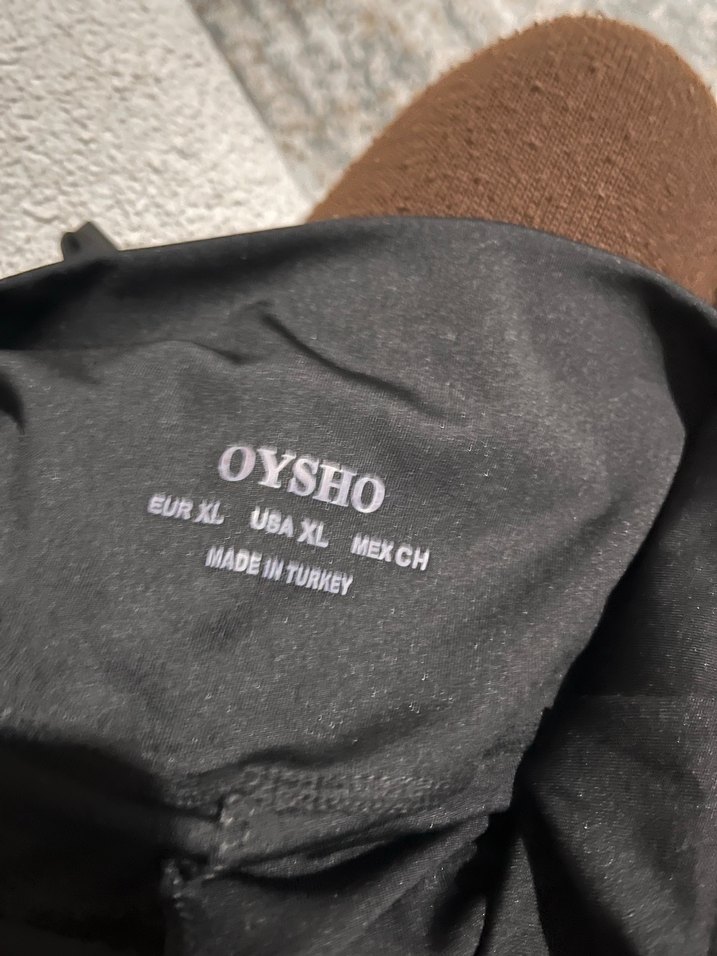 OYSHO
EUR XL USA XL MEX CH
MADE IN TURKEY